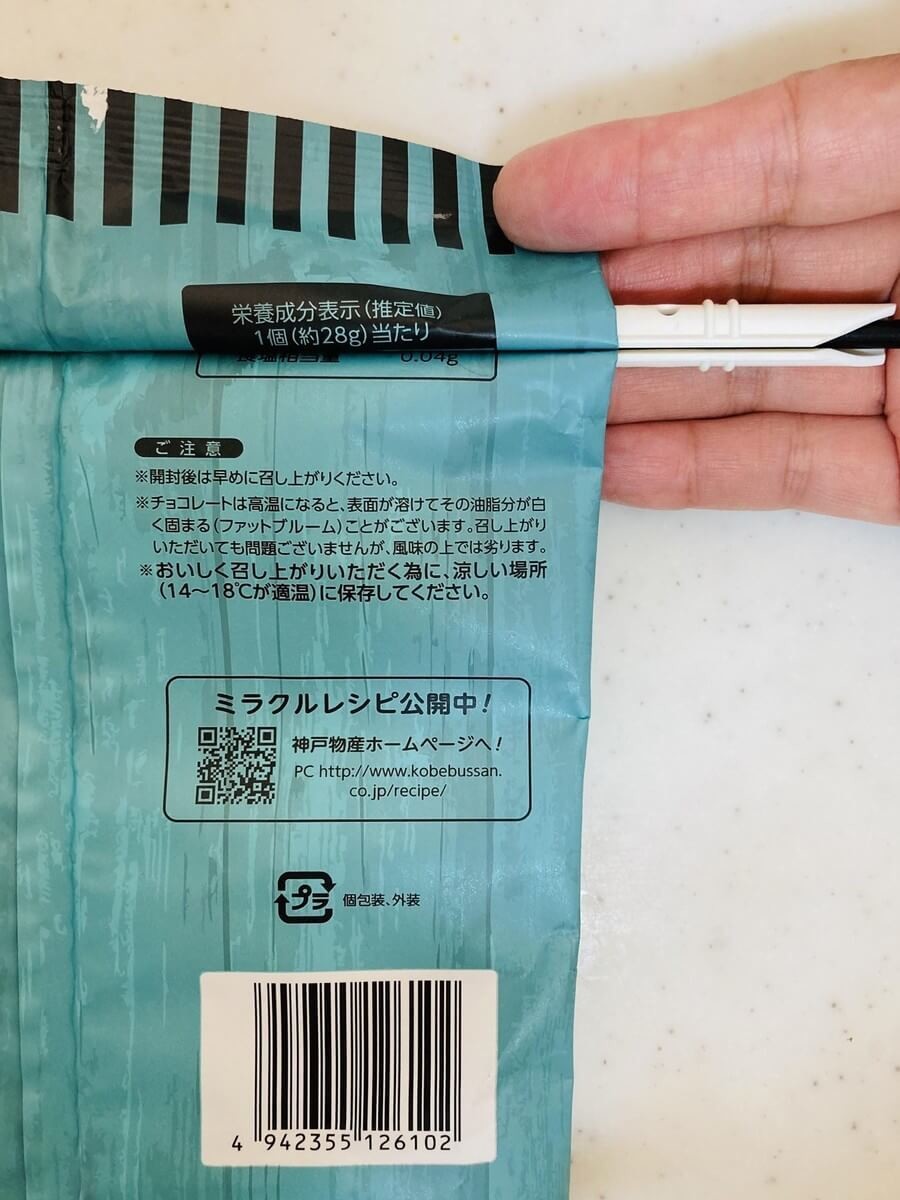 栄養成分表示(推定値)
1個(約28g)当たり
食塩相当量 0.04g
ご注意
※開封後は早めに召し上がりください。
※チョコレートは高温になると、表面が溶けてその油脂分が白
く固まる(ファットブルーム)ことがございます。召し上がり
いただいても問題ございませんが、風味の上では劣ります。
※おいしく召し上がりいただく為に、涼しい場所
(14〜18℃が適温)に保存してください。
ミラクルレシピ公開中!
神戸物産ホームページへ!
PC http://www.kobebussan.
co.jp/recipe/
プラ 個包装、外装
4 942355 126102